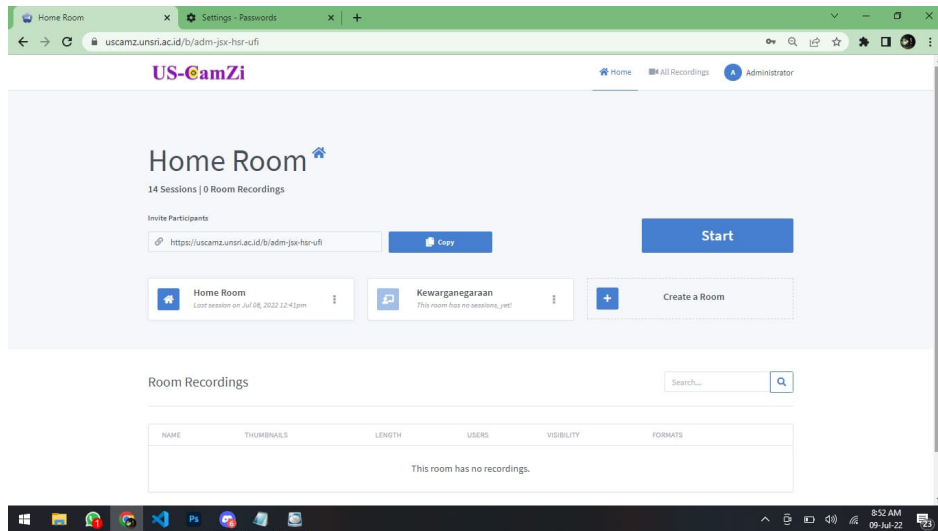 Home Room
Settings - Passwords
uscamz.unsri.ac.id/b/adm-jsx-hsr-ufi
US-CamZi
Home
All Recordings
A
Administrator
Home Room
14 Sessions | 0 Room Recordings
Invite Participants
https://uscamz.unsri.ac.id/b/adm-jsx-hsr-ufi
Copy
Start
Home Room
Last session on Jul 08, 2022 12:41pm
Kewarganegaraan
This room has no sessions, yet!
Create a Room
Room Recordings
Search...
NAME THUMBNAILS LENGTH USERS VISIBILITY FORMATS
This room has no recordings.
Ps
8:52 AM
09-Jul-22
23